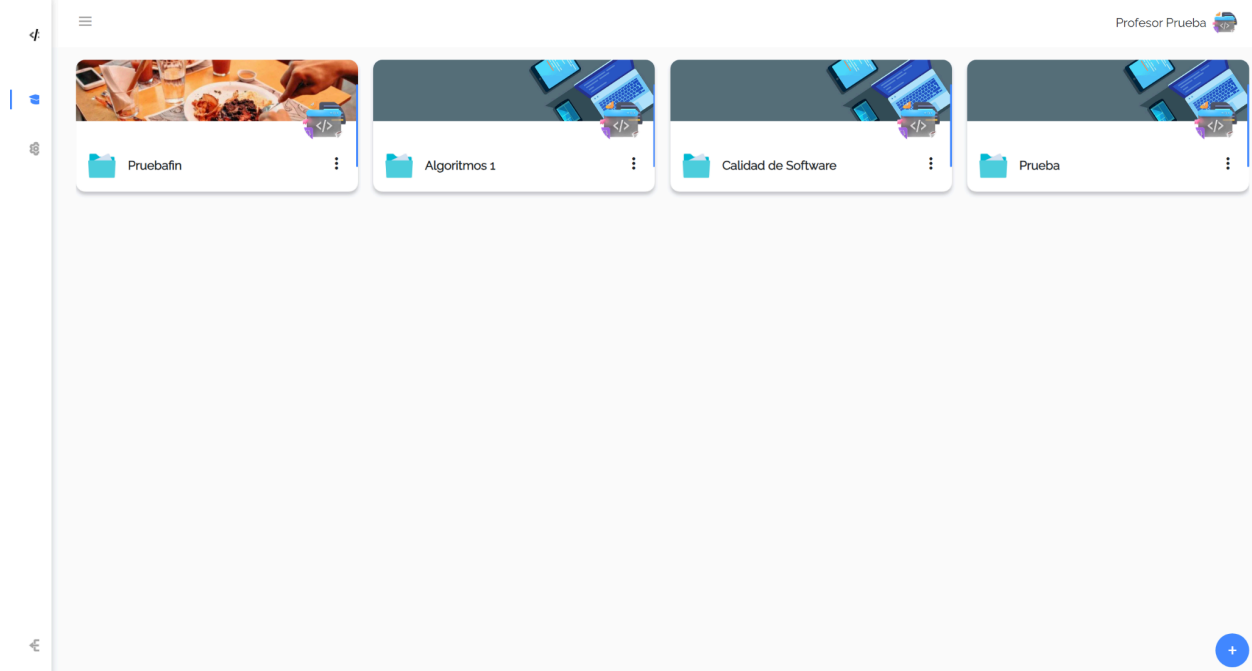 Profesor Prueba
Pruebafin
Algoritmos 1
Calidad de Software
Prueba